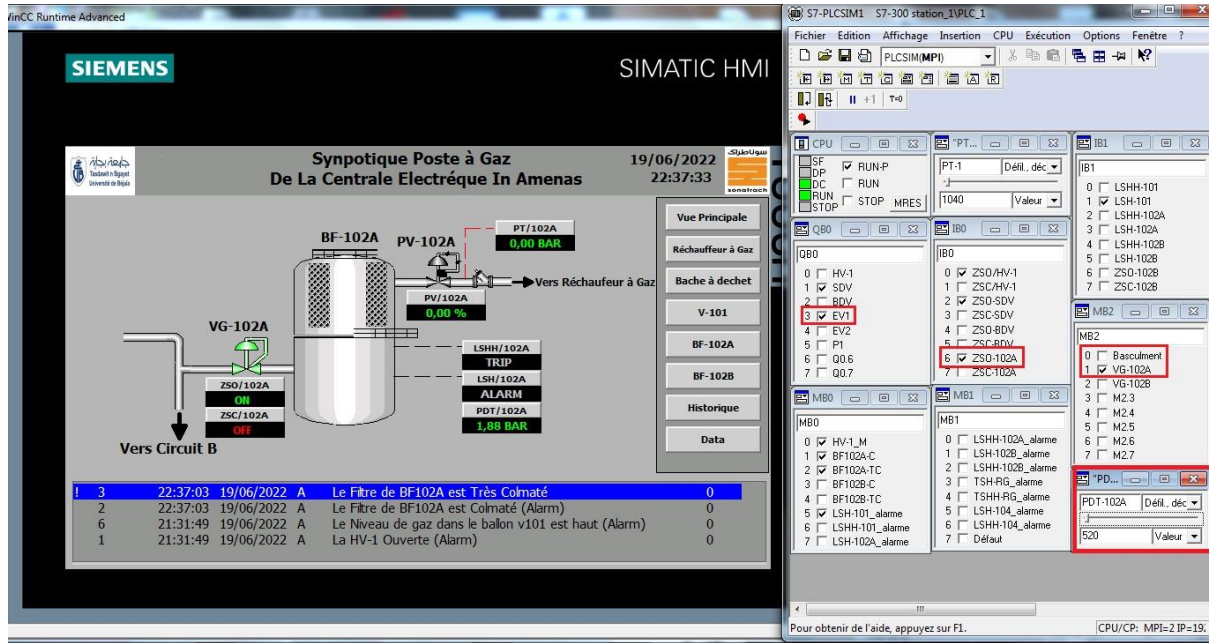 WinCC Runtime Advanced
SIEMENS
SIMATIC HMI
جامعة بجاية
Tasdawit n Bgayet
Université de Béjaïa
Synpotique Poste à Gaz
De La Centrale Electréque In Amenas
19/06/2022
22:37:33
سوناطراك
sonatrach
Vue Principale
Réchauffeur à Gaz
Bache à dechet
V-101
BF-102A
BF-102B
Historique
Data
BF-102A
PV-102A
PT/102A
0,00 BAR
Vers Réchaufeur à Gaz
PV/102A
0,00 %
VG-102A
LSHH/102A
TRIP
LSH/102A
ALARM
PDT/102A
1,88 BAR
ZSO/102A
ON
ZSC/102A
OFF
Vers Circuit B
! 3 22:37:03 19/06/2022 A Le Filtre de BF102A est Très Colmaté 0
2 22:37:03 19/06/2022 A Le Filtre de BF102A est Colmaté (Alarm) 0
6 21:31:49 19/06/2022 A Le Niveau de gaz dans le ballon v101 est haut (Alarm) 0
1 21:31:49 19/06/2022 A La HV-1 Ouverte (Alarm) 0
S7-PLCSIM1 S7-300 station_1\PLC_1
Fichier Edition Affichage Insertion CPU Exécution Options Fenêtre ?
PLCSIM(MPI)
+1 T=0
CPU
SF
DP
DC
RUN
STOP
RUN-P
RUN
STOP MRES
"PT...
PT-1 Défil., déc
1040 Valeur
IB1
IB1
0 LSHH-101
1 LSH-101
2 LSHH-102A
3 LSH-102A
4 LSHH-102B
5 LSH-102B
6 ZSO-102B
7 ZSC-102B
QB0
QB0
0 HV-1
1 SDV
2 BDV
3 EV1
4 EV2
5 P1
6 Q0.6
7 Q0.7
IB0
IB0
0 ZSO/HV-1
1 ZSC/HV-1
2 ZSO-SDV
3 ZSC-SDV
4 ZSO-BDV
5 ZSC-BDV
6 ZSO-102A
7 ZSC-102A
MB2
MB2
0 Basculment
1 VG-102A
2 VG-102B
3 M2.3
4 M2.4
5 M2.5
6 M2.6
7 M2.7
MB0
MB0
0 HV-1_M
1 BF102A-C
2 BF102A-TC
3 BF102B-C
4 BF102B-TC
5 LSH-101_alarme
6 LSHH-101_alarme
7 LSH-102A_alarme
MB1
MB1
0 LSHH-102A_alarme
1 LSH-102B_alarme
2 LSHH-102B_alarme
3 TSH-RG_alarme
4 TSHH-RG_alarme
5 LSH-104_alarme
6 LSHH-104_alarme
7 Défaut
"PD...
PDT-102A Défil., déc
520 Valeur
Pour obtenir de l'aide, appuyez sur F1.
CPU/CP: MPI=2 IP=19